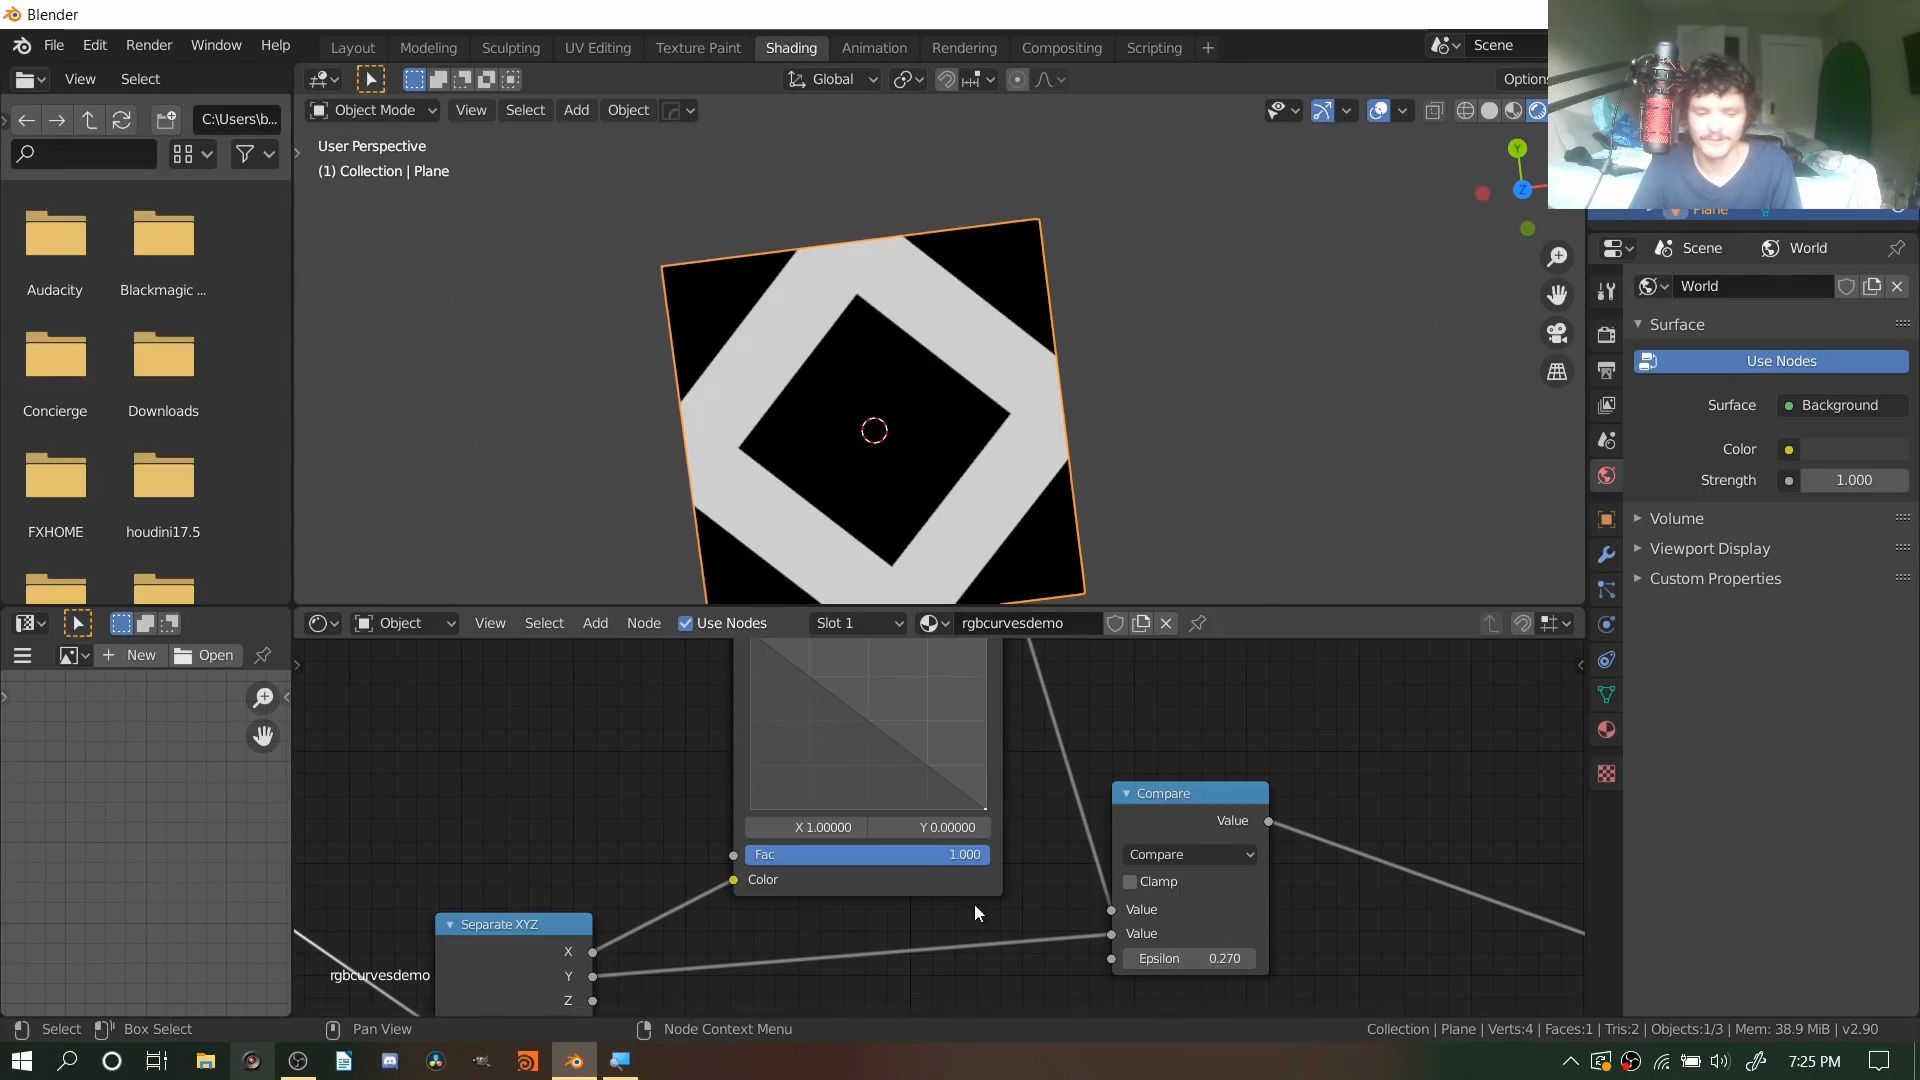 Blender
File Edit Render Window Help
Layout Modeling Sculpting UV Editing Texture Paint Shading Animation Rendering Compositing Scripting +
Scene
View Select
Global
Options
C:\Users\b...
Object Mode View Select Add Object
User Perspective
(1) Collection | Plane
Y
Z
Plane
Scene World
World
Surface
Use Nodes
Surface Background
Color
Strength 1.000
Volume
Viewport Display
Custom Properties
Audacity Blackmagic ...
Concierge Downloads
FXHOME houdini17.5
Object View Select Add Node Use Nodes Slot 1 rgbcurvesdemo
New Open
X 1.00000 Y 0.00000
Fac 1.000
Color
Compare
Value
Compare
Clamp
Value
Value
Epsilon 0.270
Separate XYZ
X
Y
Z
rgbcurvesdemo
Select Box Select Pan View Node Context Menu Collection | Plane | Verts:4 | Faces:1 | Tris:2 | Objects:1/3 | Mem: 38.9 MiB | v2.90
7:25 PM